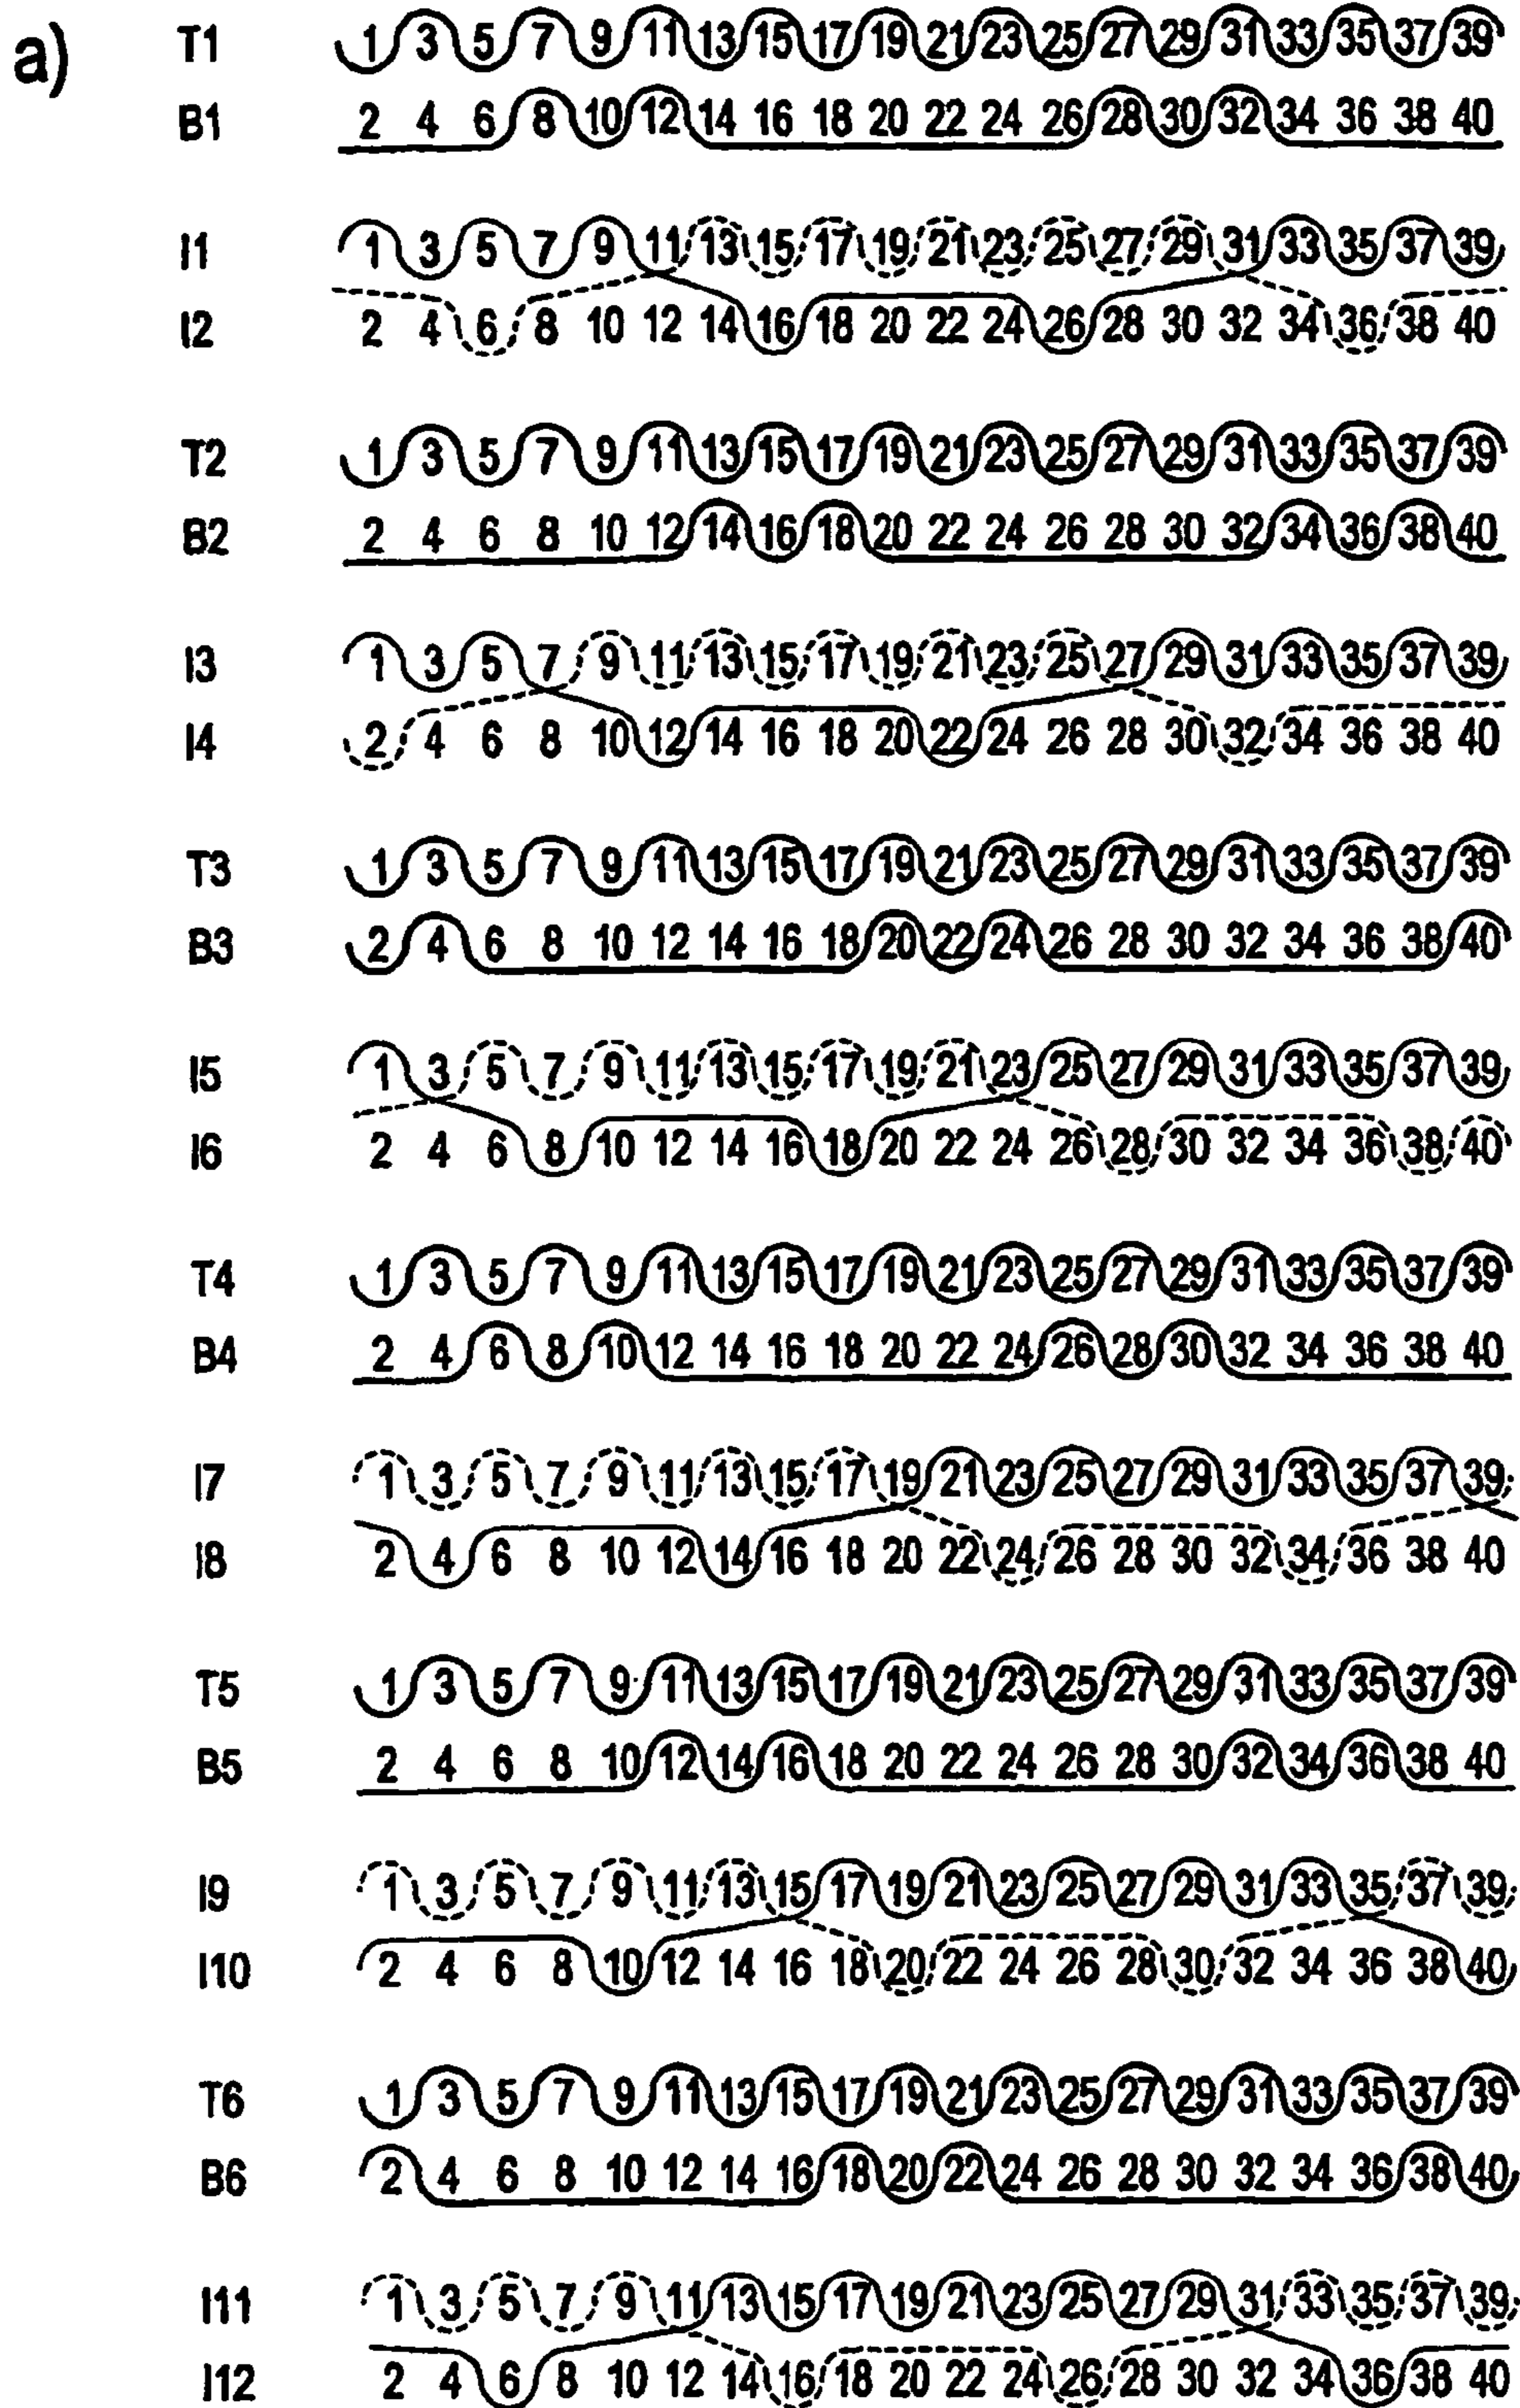 a) T1 1 3 5 7 9 11 13 15 17 19 21 23 25 27 29 31 33 35 37 39
B1 2 4 6 8 10 12 14 16 18 20 22 24 26 28 30 32 34 36 38 40
I1 1 3 5 7 9 11 13 15 17 19 21 23 25 27 29 31 33 35 37 39
I2 2 4 6 8 10 12 14 16 18 20 22 24 26 28 30 32 34 36 38 40
T2 1 3 5 7 9 11 13 15 17 19 21 23 25 27 29 31 33 35 37 39
B2 2 4 6 8 10 12 14 16 18 20 22 24 26 28 30 32 34 36 38 40
I3 1 3 5 7 9 11 13 15 17 19 21 23 25 27 29 31 33 35 37 39
I4 2 4 6 8 10 12 14 16 18 20 22 24 26 28 30 32 34 36 38 40
T3 1 3 5 7 9 11 13 15 17 19 21 23 25 27 29 31 33 35 37 39
B3 2 4 6 8 10 12 14 16 18 20 22 24 26 28 30 32 34 36 38 40
I5 1 3 5 7 9 11 13 15 17 19 21 23 25 27 29 31 33 35 37 39
I6 2 4 6 8 10 12 14 16 18 20 22 24 26 28 30 32 34 36 38 40
T4 1 3 5 7 9 11 13 15 17 19 21 23 25 27 29 31 33 35 37 39
B4 2 4 6 8 10 12 14 16 18 20 22 24 26 28 30 32 34 36 38 40
I7 1 3 5 7 9 11 13 15 17 19 21 23 25 27 29 31 33 35 37 39
I8 2 4 6 8 10 12 14 16 18 20 22 24 26 28 30 32 34 36 38 40
T5 1 3 5 7 9 11 13 15 17 19 21 23 25 27 29 31 33 35 37 39
B5 2 4 6 8 10 12 14 16 18 20 22 24 26 28 30 32 34 36 38 40
I9 1 3 5 7 9 11 13 15 17 19 21 23 25 27 29 31 33 35 37 39
I10 2 4 6 8 10 12 14 16 18 20 22 24 26 28 30 32 34 36 38 40
T6 1 3 5 7 9 11 13 15 17 19 21 23 25 27 29 31 33 35 37 39
B6 2 4 6 8 10 12 14 16 18 20 22 24 26 28 30 32 34 36 38 40
I11 1 3 5 7 9 11 13 15 17 19 21 23 25 27 29 31 33 35 37 39
I12 2 4 6 8 10 12 14 16 18 20 22 24 26 28 30 32 34 36 38 40